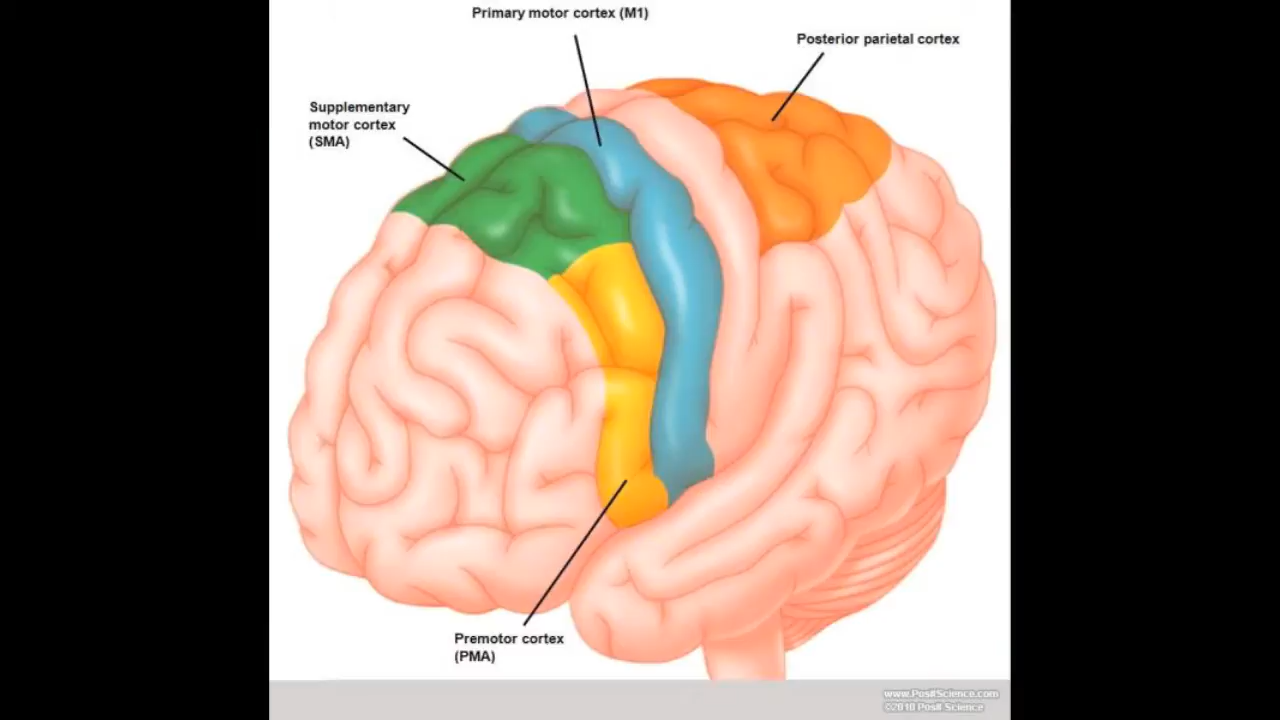 Primary motor cortex (M1)
Posterior parietal cortex
Supplementary
motor cortex
(SMA)
Premotor cortex
(PMA)
www.PositScience.com
©2010 Posit Science